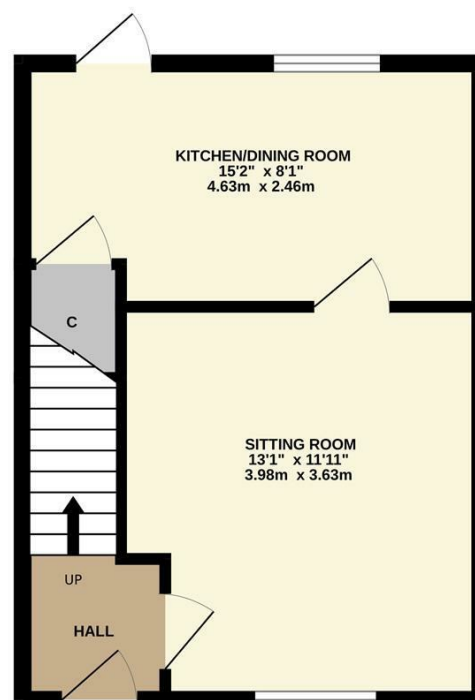 KITCHEN/DINING ROOM
15'2" x 8'1"
4.63m x 2.46m
C
SITTING ROOM
13'1" x 11'11"
3.98m x 3.63m
UP
HALL